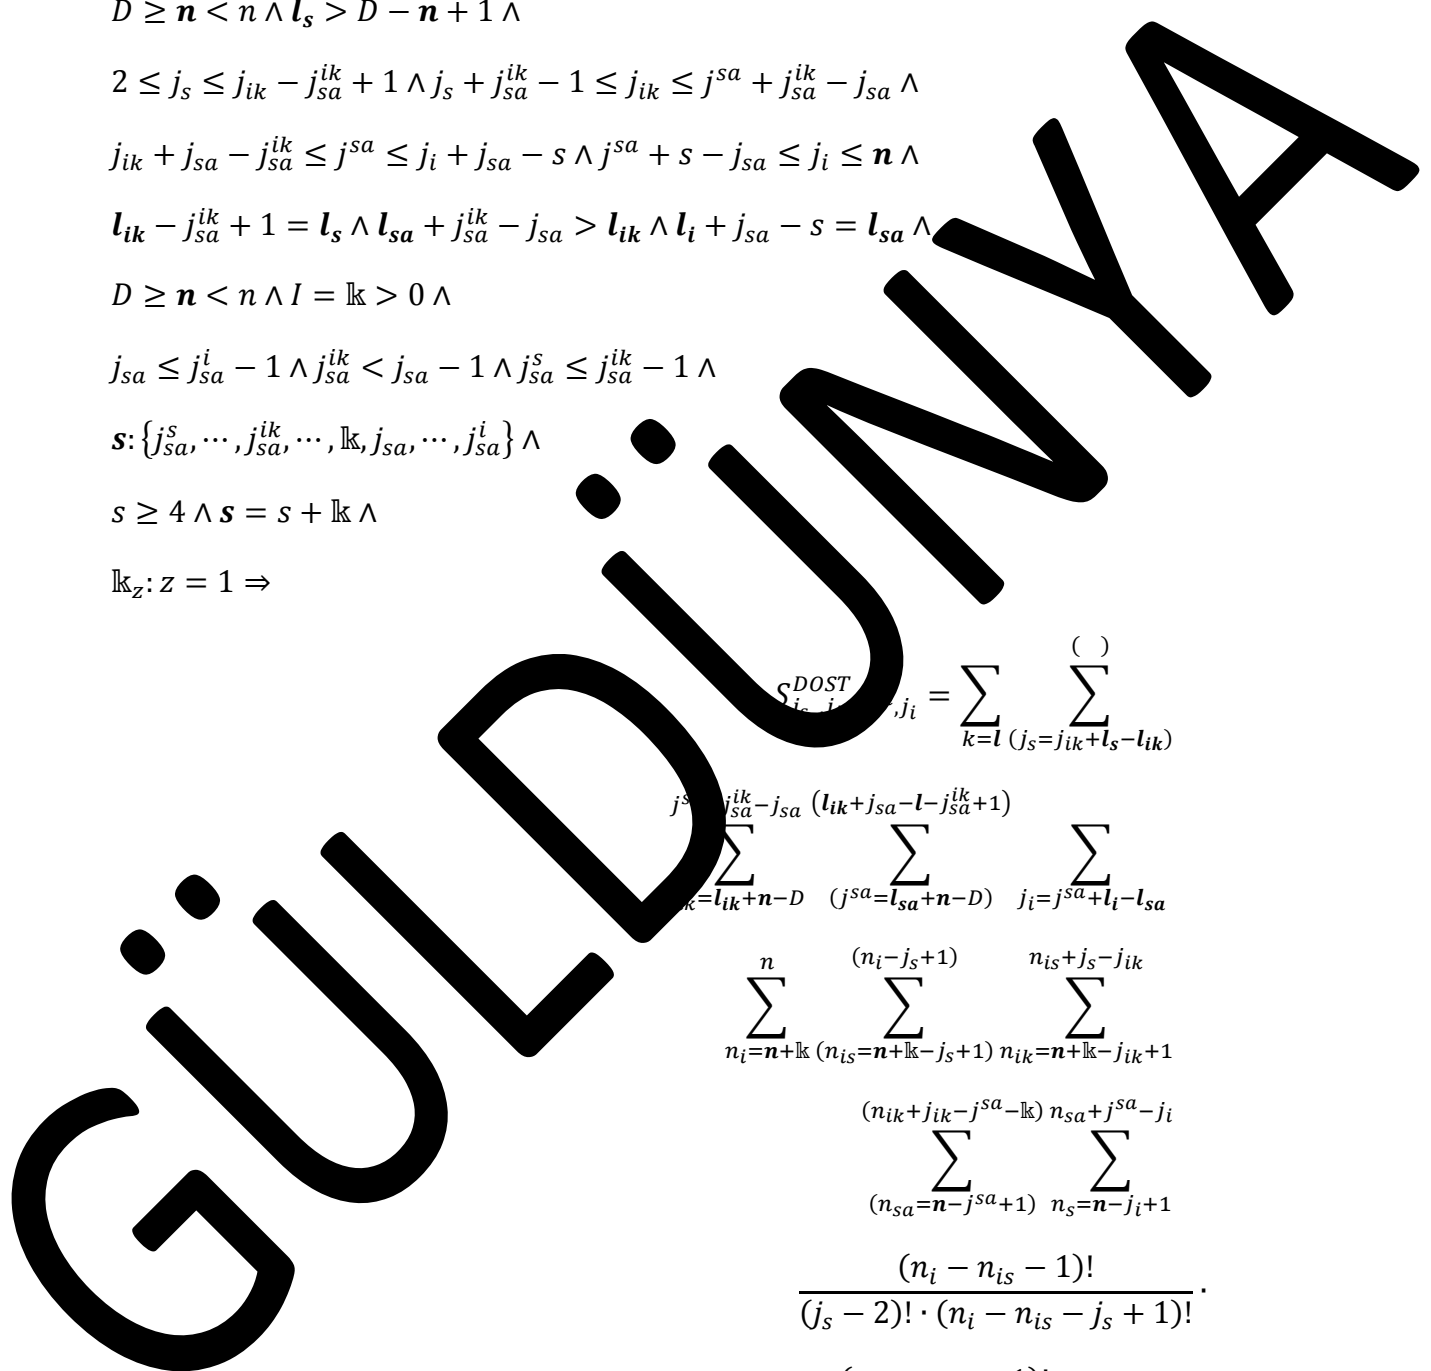 D ≥ 𝒏 < n ∧ 𝒍ₛ > D − 𝒏 + 1 ∧
2 ≤ j_s ≤ j_{ik} − j_{sa}^{ik} + 1 ∧ j_s + j_{sa}^{ik} − 1 ≤ j_{ik} ≤ j^{sa} + j_{sa}^{ik} − j_{sa} ∧
j_{ik} + j_{sa} − j_{sa}^{ik} ≤ j^{sa} ≤ j_i + j_{sa} − s ∧ j^{sa} + s − j_{sa} ≤ j_i ≤ 𝒏 ∧
𝒍_{𝒊𝒌} − j_{sa}^{ik} + 1 = 𝒍_𝒔 ∧ 𝒍_{𝒔𝒂} + j_{sa}^{ik} − j_{sa} > 𝒍_{𝒊𝒌} ∧ 𝒍_𝒊 + j_{sa} − s = 𝒍_{𝒔𝒂} ∧
D ≥ 𝒏 < n ∧ I = 𝕜 > 0 ∧
j_{sa} ≤ j_{sa}^{i} − 1 ∧ j_{sa}^{ik} < j_{sa} − 1 ∧ j_{sa}^{s} ≤ j_{sa}^{ik} − 1 ∧
𝒔: {j_{sa}^{s}, ⋯ , j_{sa}^{ik}, ⋯ , 𝕜, j_{sa}, ⋯ , j_{sa}^{i}} ∧
s ≥ 4 ∧ 𝒔 = s + 𝕜 ∧
𝕜_z: z = 1 ⇒
S^{DOST} ,j_i = ∑_{k=𝒍} ∑_{(j_s=j_{ik}+𝒍_𝒔−𝒍_{𝒊𝒌})}^{( )}
∑_{=𝒍_{𝒊𝒌}+𝒏−D}^{j_{sa}^{ik}−j_{sa}} ∑_{(j^{sa}=𝒍_{𝒔𝒂}+𝒏−D)}^{(𝒍_{𝒊𝒌}+j_{sa}−𝒍−j_{sa}^{ik}+1)} ∑_{j_i=j^{sa}+𝒍_𝒊−𝒍_{𝒔𝒂}}
∑_{n_i=𝒏+𝕜}^{n} ∑_{(n_{is}=𝒏+𝕜−j_s+1)}^{(n_i−j_s+1)} ∑_{n_{ik}=𝒏+𝕜−j_{ik}+1}^{n_{is}+j_s−j_{ik}}
∑_{(n_{sa}=𝒏−j^{sa}+1)}^{(n_{ik}+j_{ik}−j^{sa}−𝕜)} ∑_{n_s=𝒏−j_i+1}^{n_{sa}+j^{sa}−j_i}
(n_i − n_{is} − 1)!
(j_s − 2)! · (n_i − n_{is} − j_s + 1)! ·
GÜLDÜNYA